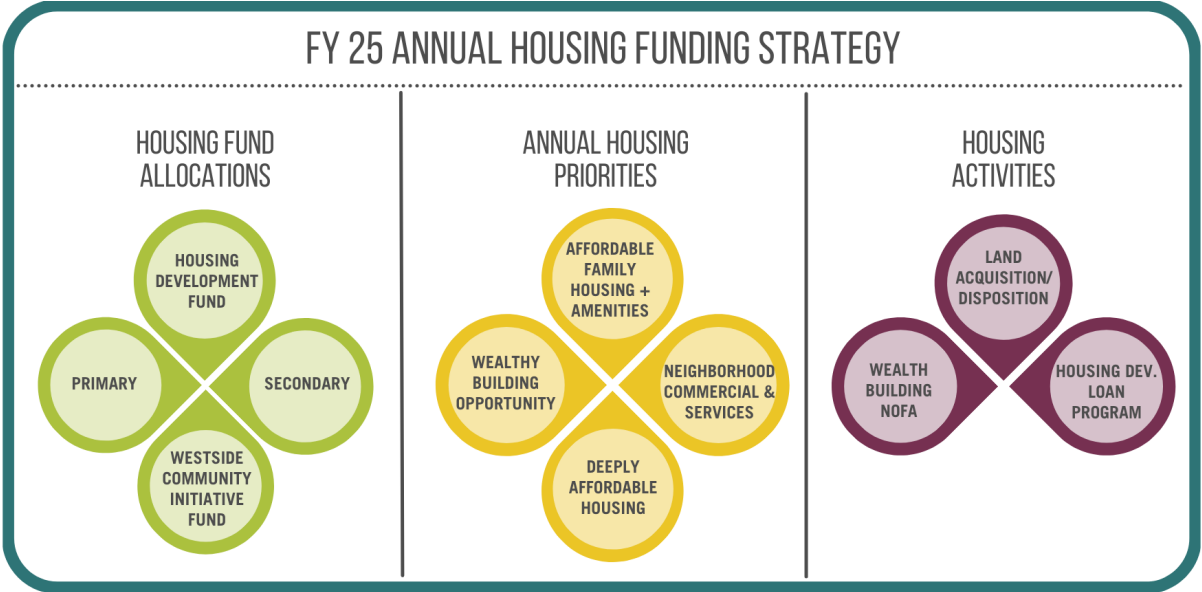 FY 25 ANNUAL HOUSING FUNDING STRATEGY
HOUSING FUND
ALLOCATIONS
HOUSING
DEVELOPMENT
FUND
PRIMARY
SECONDARY
WESTSIDE
COMMUNITY
INITIATIVE
FUND
ANNUAL HOUSING
PRIORITIES
AFFORDABLE
FAMILY
HOUSING +
AMENITIES
WEALTHY
BUILDING
OPPORTUNITY
NEIGHBORHOOD
COMMERCIAL &
SERVICES
DEEPLY
AFFORDABLE
HOUSING
HOUSING
ACTIVITIES
LAND
ACQUISITION/
DISPOSITION
WEALTH
BUILDING
NOFA
HOUSING DEV.
LOAN
PROGRAM